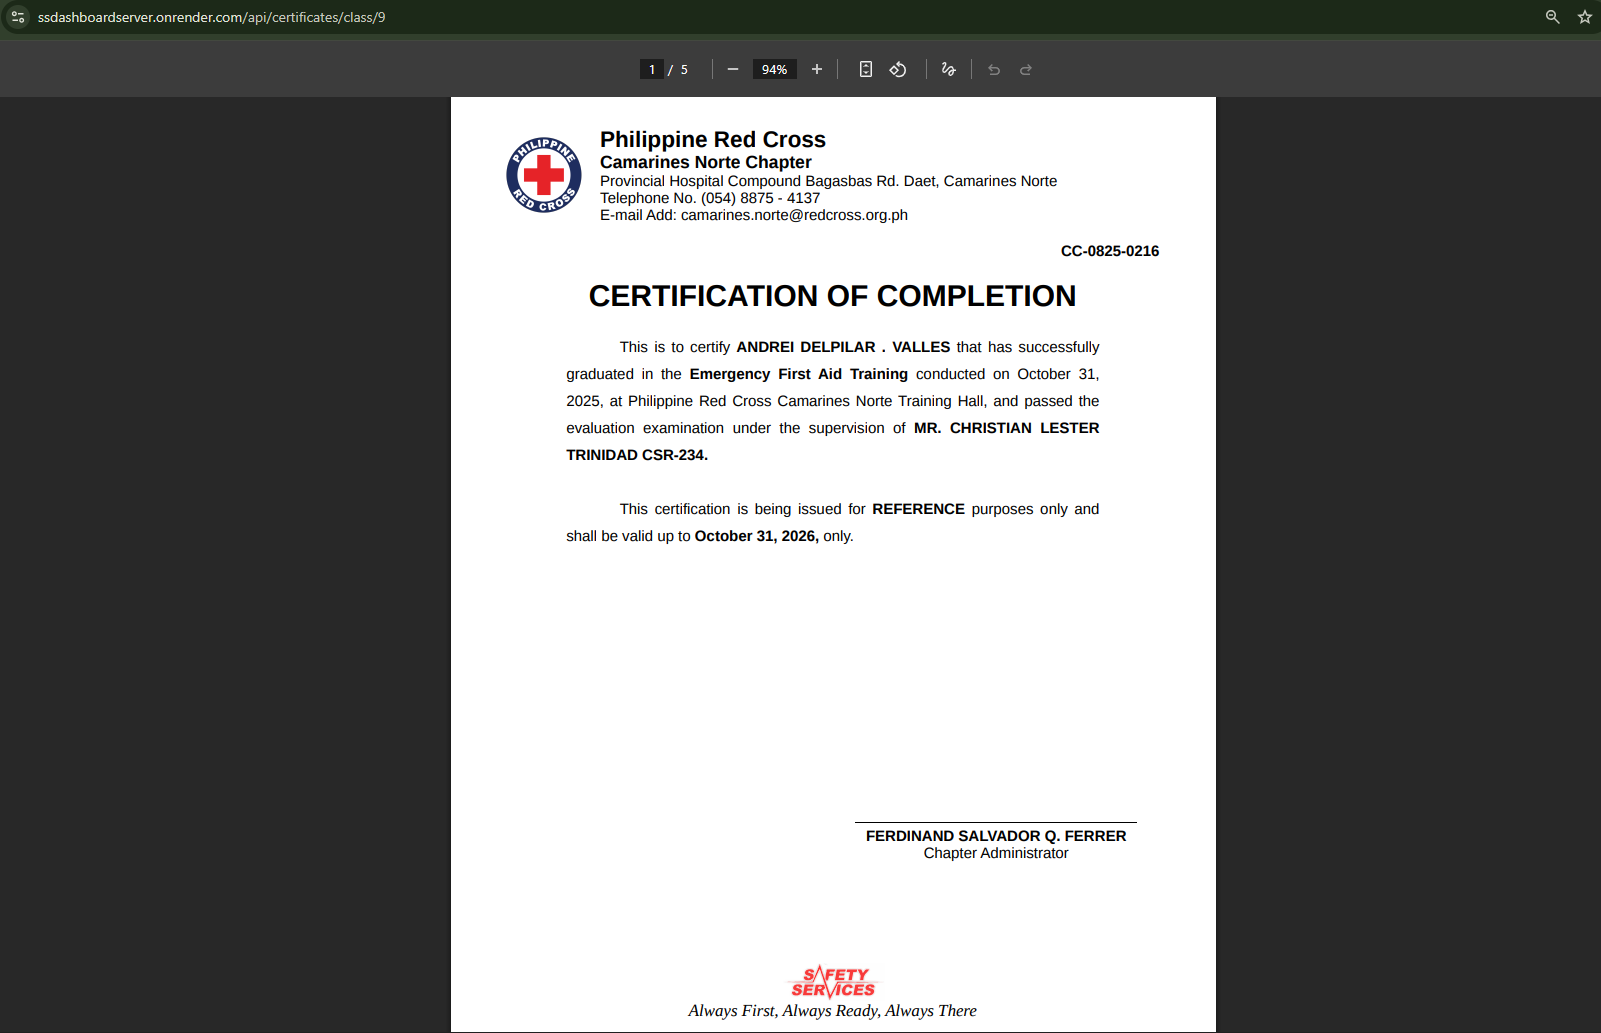 ssdashboardserver.onrender.com/api/certificates/class/9
1 / 5
94%
PHILIPPINE
RED CROSS
Philippine Red Cross
Camarines Norte Chapter
Provincial Hospital Compound Bagasbas Rd. Daet, Camarines Norte
Telephone No. (054) 8875 - 4137
E-mail Add: camarines.norte@redcross.org.ph
CC-0825-0216
CERTIFICATION OF COMPLETION
This is to certify ANDREI DELPILAR . VALLES that has successfully
graduated in the Emergency First Aid Training conducted on October 31,
2025, at Philippine Red Cross Camarines Norte Training Hall, and passed the
evaluation examination under the supervision of MR. CHRISTIAN LESTER
TRINIDAD CSR-234.
This certification is being issued for REFERENCE purposes only and
shall be valid up to October 31, 2026, only.
FERDINAND SALVADOR Q. FERRER
Chapter Administrator
SAFETY
SERVICES
Always First, Always Ready, Always There